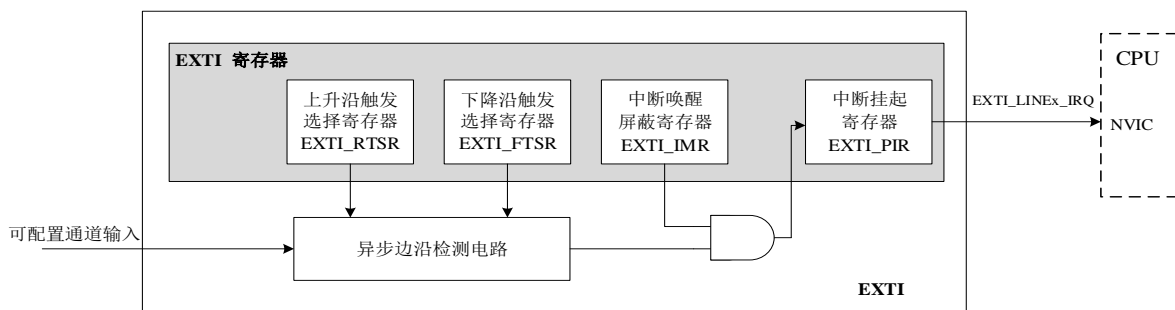 EXTI 寄存器
上升沿触发
选择寄存器
EXTI_RTSR
下降沿触发
选择寄存器
EXTI_FTSR
中断唤醒
屏蔽寄存器
EXTI_IMR
中断挂起
寄存器
EXTI_PIR
EXTI_LINEx_IRQ
CPU
NVIC
可配置通道输入
异步边沿检测电路
EXTI